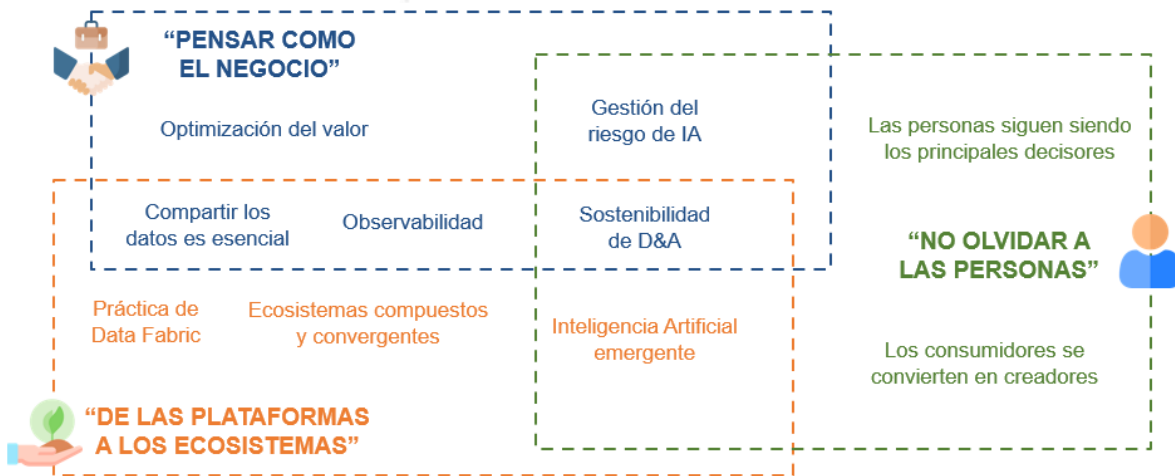 “PENSAR COMO
EL NEGOCIO”
Optimización del valor
Gestión del
riesgo de IA
Las personas siguen siendo
los principales decisores
Compartir los
datos es esencial
Observabilidad
Sostenibilidad
de D&A
“NO OLVIDAR A
LAS PERSONAS”
Práctica de
Data Fabric
Ecosistemas compuestos
y convergentes
Inteligencia Artificial
emergente
Los consumidores se
convierten en creadores
“DE LAS PLATAFORMAS
A LOS ECOSISTEMAS”